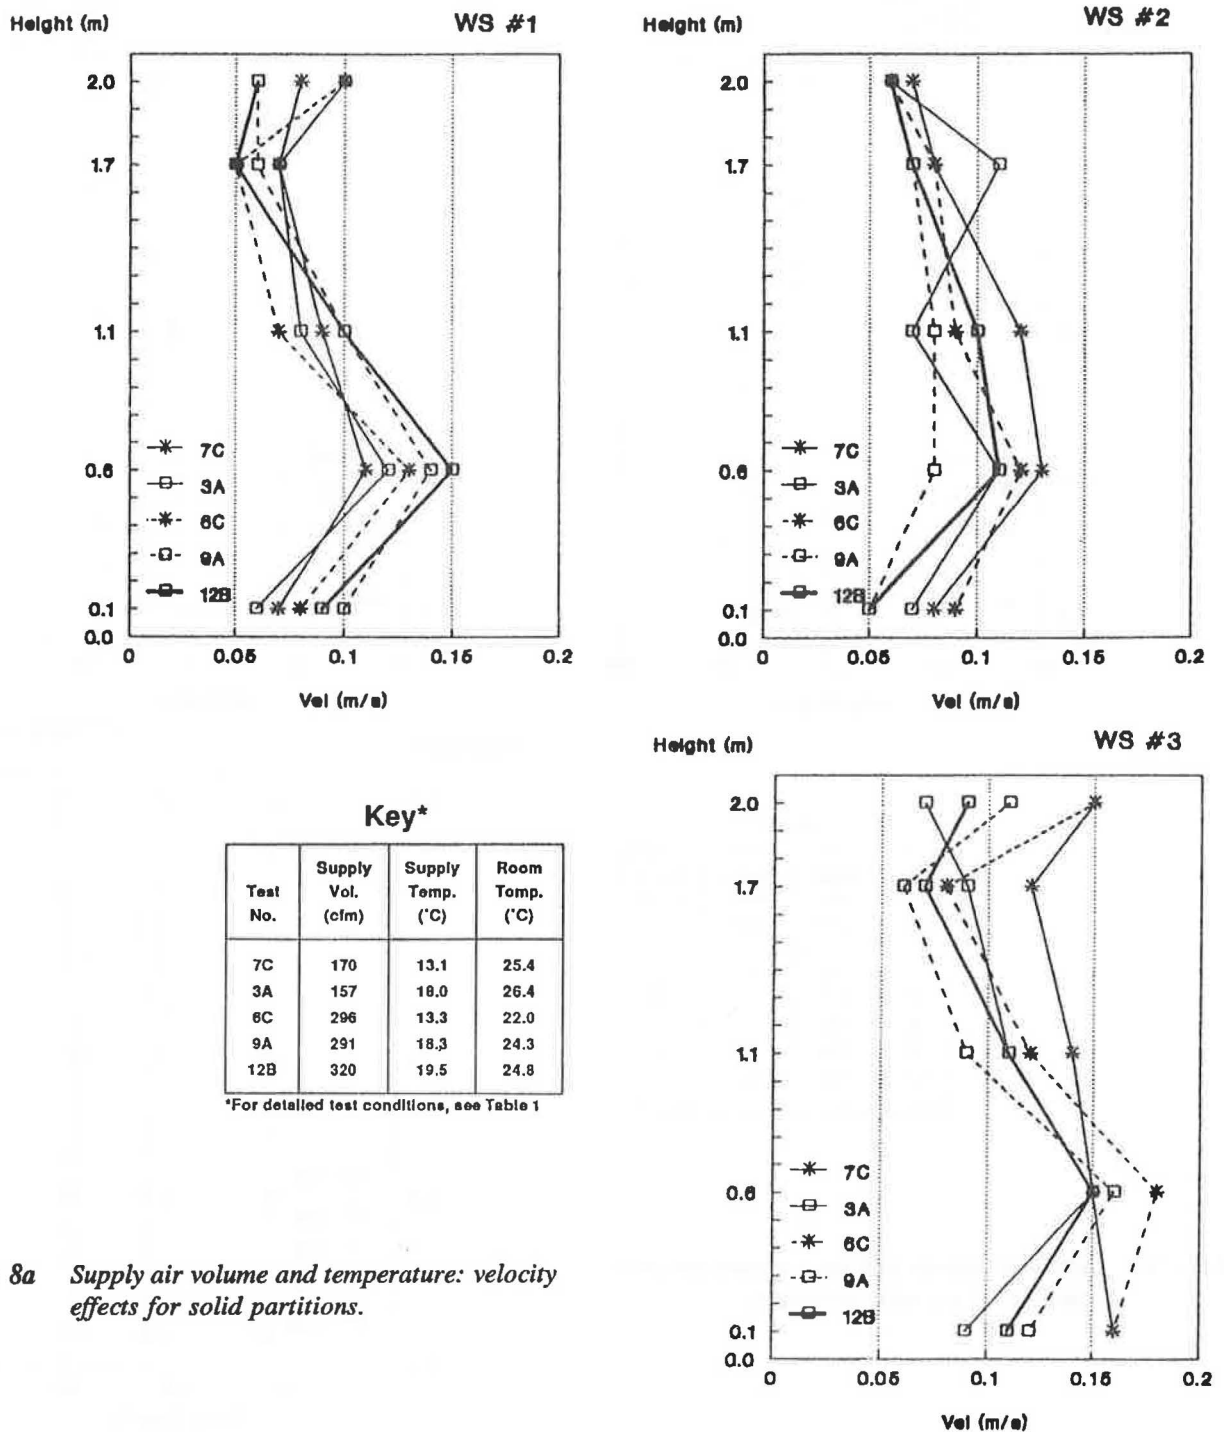 Height (m) WS #1
2.0
1.7
1.1
0.6
0.1
0.0
7C
3A
6C
9A
12B
0 0.05 0.1 0.15 0.2
Vel (m/s)
Height (m) WS #2
2.0
1.7
1.1
0.6
0.1
0.0
7C
3A
6C
9A
12B
0 0.05 0.1 0.15 0.2
Vel (m/s)
Height (m) WS #3
2.0
1.7
1.1
0.6
0.1
0.0
7C
3A
6C
9A
12B
0 0.05 0.1 0.15 0.2
Vel (m/s)
Key*
Test No. Supply Vol. (cfm) Supply Temp. (°C) Room Temp. (°C)
7C 170 13.1 25.4
3A 157 18.0 26.4
6C 296 13.3 22.0
9A 291 18.3 24.3
12B 320 19.5 24.8
*For detailed test conditions, see Table 1
8a Supply air volume and temperature: velocity
effects for solid partitions.